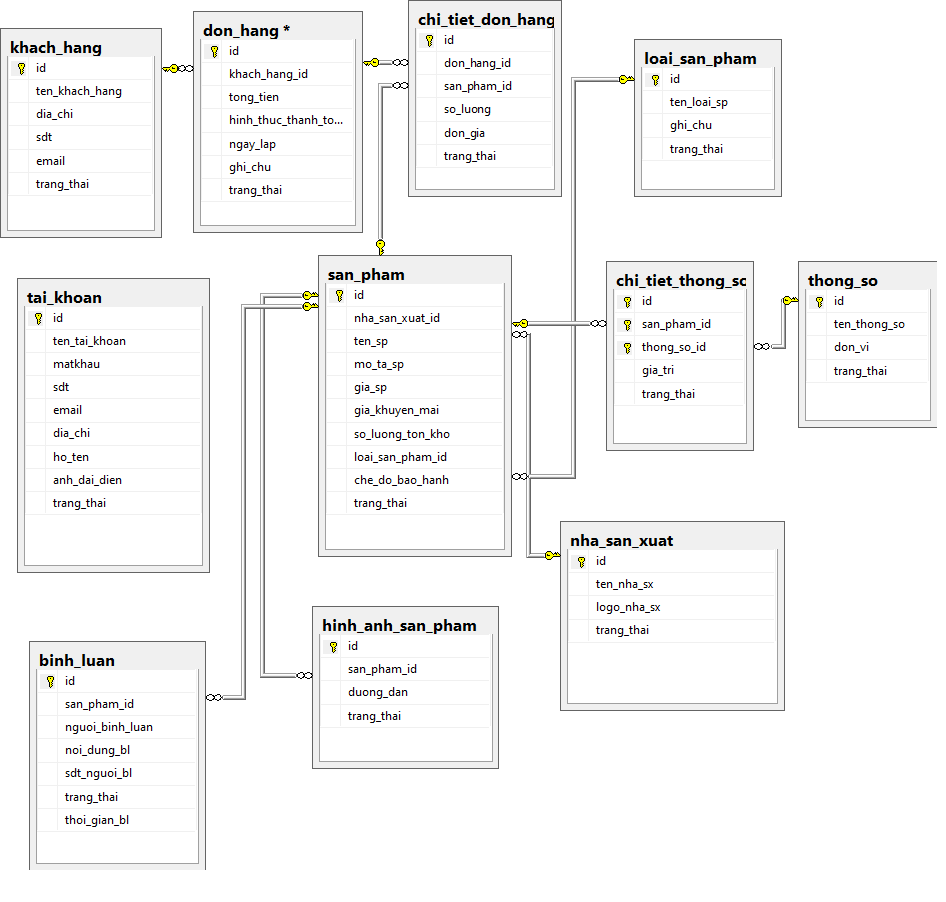 khach_hang
id
ten_khach_hang
dia_chi
sdt
email
trang_thai
don_hang *
id
khach_hang_id
tong_tien
hinh_thuc_thanh_to...
ngay_lap
ghi_chu
trang_thai
chi_tiet_don_hang
id
don_hang_id
san_pham_id
so_luong
don_gia
trang_thai
loai_san_pham
id
ten_loai_sp
ghi_chu
trang_thai
tai_khoan
id
ten_tai_khoan
matkhau
sdt
email
dia_chi
ho_ten
anh_dai_dien
trang_thai
san_pham
id
nha_san_xuat_id
ten_sp
mo_ta_sp
gia_sp
gia_khuyen_mai
so_luong_ton_kho
loai_san_pham_id
che_do_bao_hanh
trang_thai
chi_tiet_thong_so
id
san_pham_id
thong_so_id
gia_tri
trang_thai
thong_so
id
ten_thong_so
don_vi
trang_thai
nha_san_xuat
id
ten_nha_sx
logo_nha_sx
trang_thai
hinh_anh_san_pham
id
san_pham_id
duong_dan
trang_thai
binh_luan
id
san_pham_id
nguoi_binh_luan
noi_dung_bl
sdt_nguoi_bl
trang_thai
thoi_gian_bl